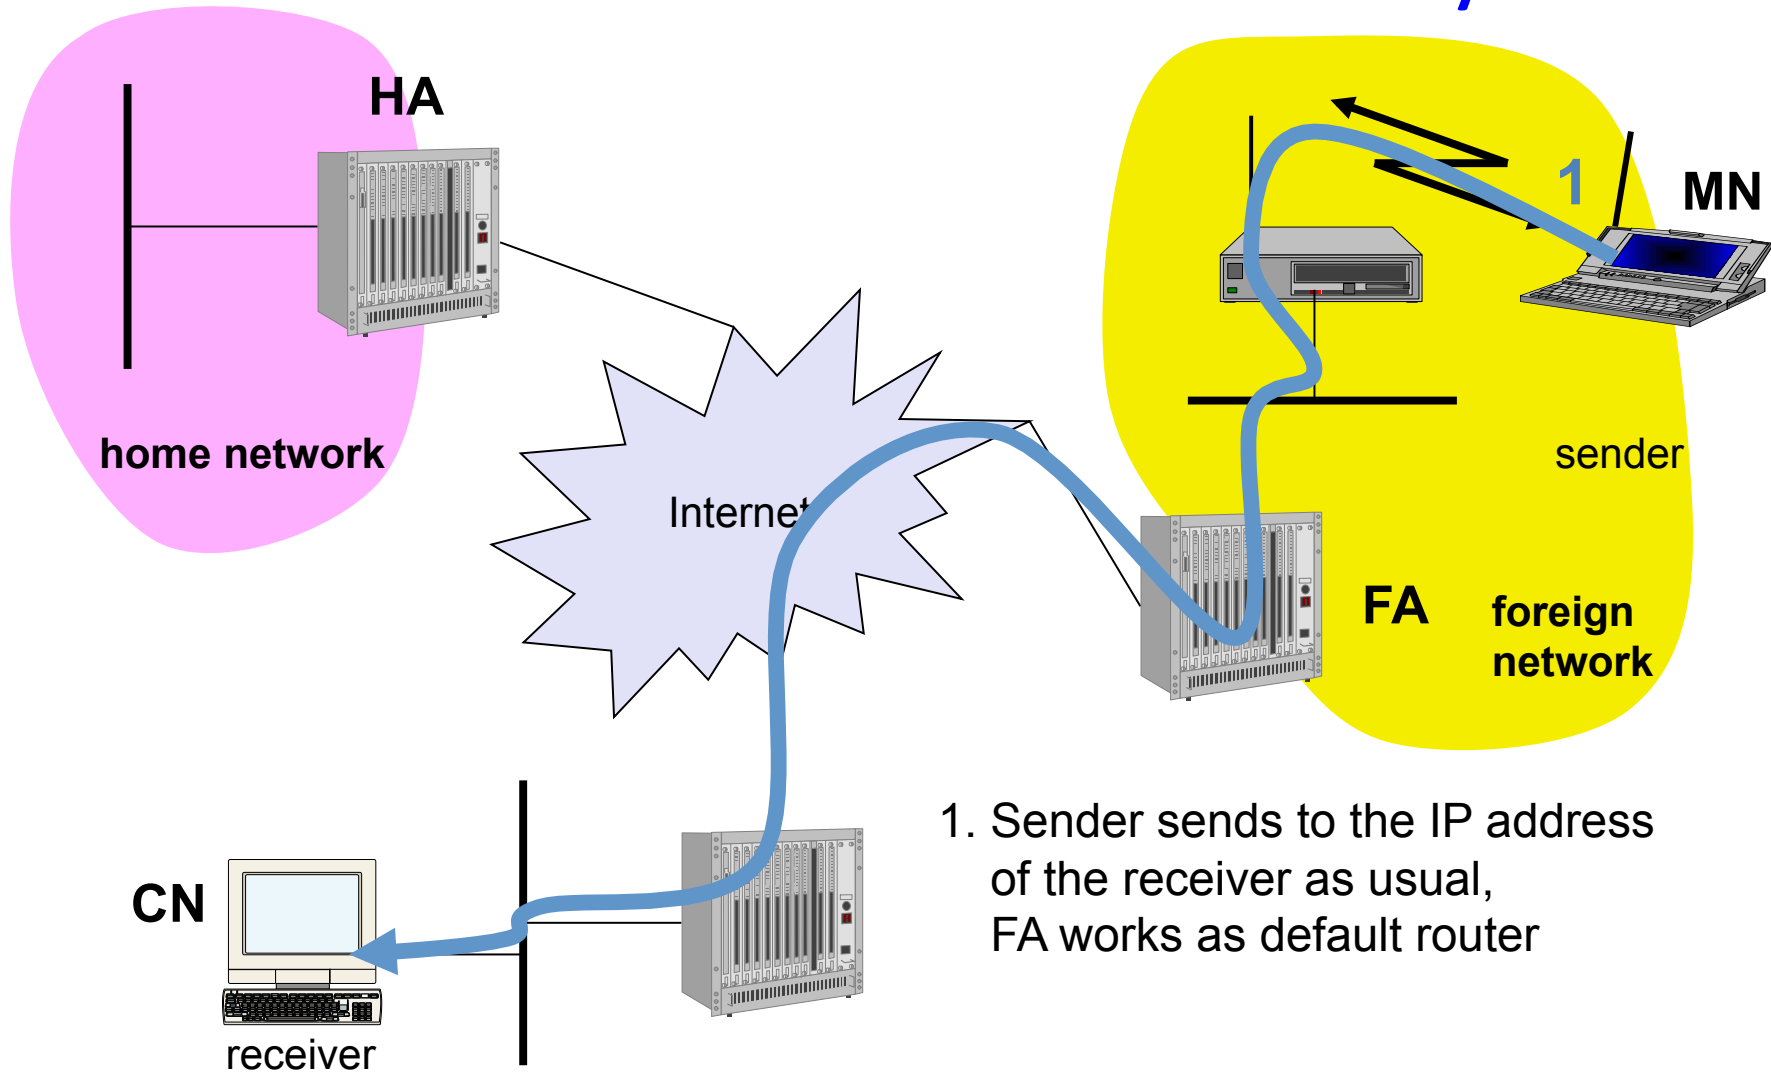 HA
1
MN
home network
sender
Internet
FA
foreign
network
1. Sender sends to the IP address
of the receiver as usual,
FA works as default router
CN
receiver